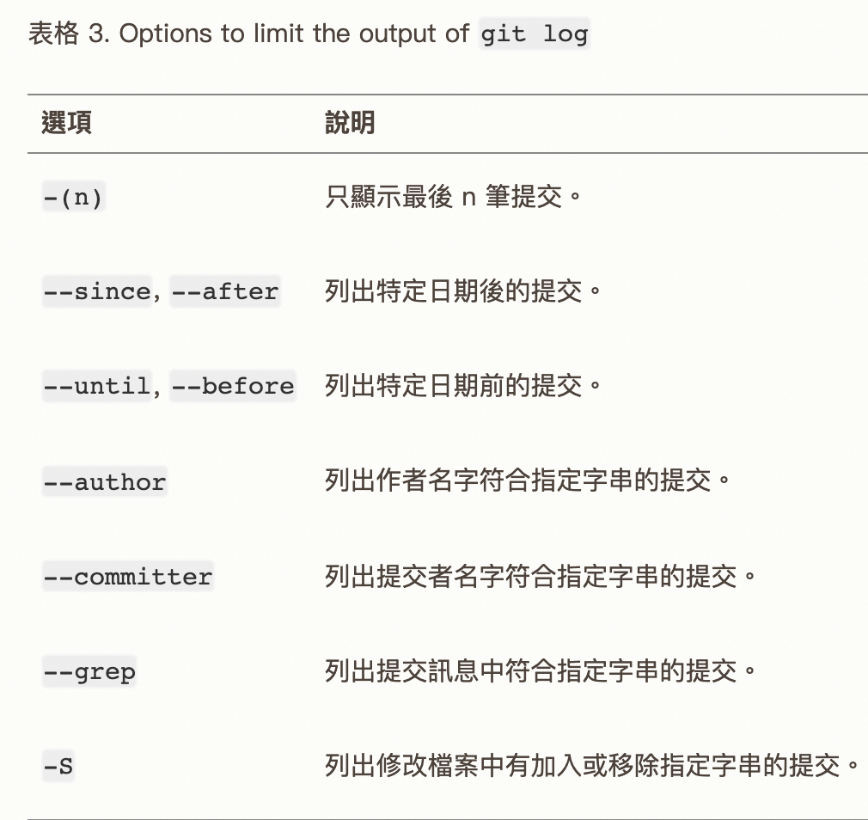 表格 3. Options to limit the output of git log
選項 說明
-(n) 只顯示最後 n 筆提交。
--since, --after 列出特定日期後的提交。
--until, --before 列出特定日期前的提交。
--author 列出作者名字符合指定字串的提交。
--committer 列出提交者名字符合指定字串的提交。
--grep 列出提交訊息中符合指定字串的提交。
-S 列出修改檔案中有加入或移除指定字串的提交。